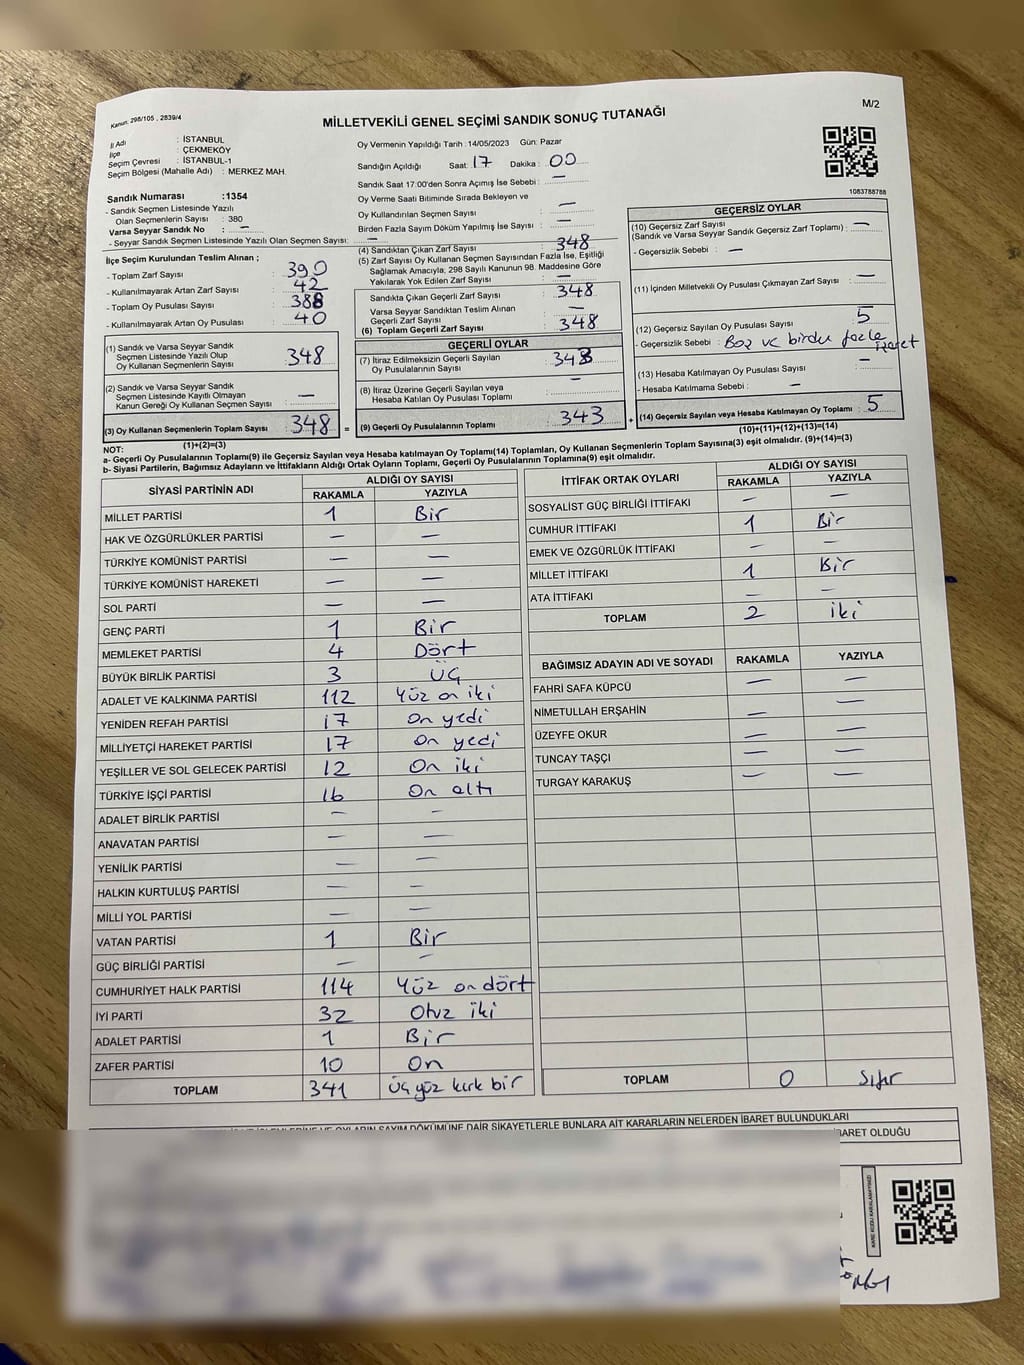 Kanun: 298/105 , 2839/4
M/2
MİLLETVEKİLİ GENEL SEÇİMİ SANDIK SONUÇ TUTANAĞI
İl Adı : İSTANBUL
İlçe : ÇEKMEKÖY
Seçim Çevresi : İSTANBUL-1
Seçim Bölgesi (Mahalle Adı) : MERKEZ MAH.
Sandık Numarası :1354
- Sandık Seçmen Listesinde Yazılı
Olan Seçmenlerin Sayısı : 380
Varsa Seyyar Sandık No : —
- Seyyar Sandık Seçmen Listesinde Yazılı Olan Seçmen Sayısı: —
İlçe Seçim Kurulundan Teslim Alınan ;
- Toplam Zarf Sayısı : 390
- Kullanılmayarak Artan Zarf Sayısı : 42
- Toplam Oy Pusulası Sayısı : 388
- Kullanılmayarak Artan Oy Pusulası : 40
(1) Sandık ve Varsa Seyyar Sandık
Seçmen Listesinde Yazılı Olup
Oy Kullanan Seçmenlerin Sayısı : 348
(2) Sandık ve Varsa Seyyar Sandık
Seçmen Listesinde Kayıtlı Olmayan
Kanun Gereği Oy Kullanan Seçmen Sayısı : —
(3) Oy Kullanan Seçmenlerin Toplam Sayısı : 348 =
(1)+(2)=(3)
Oy Vermenin Yapıldığı Tarih :14/05/2023 Gün: Pazar
Sandığın Açıldığı Saat: 17 Dakika : 00
Sandık Saat 17:00'den Sonra Açımış İse Sebebi : —
Oy Verme Saati Bitiminde Sırada Bekleyen ve
Oy Kullandırılan Seçmen Sayısı : —
Birden Fazla Sayım Döküm Yapılmış İse Sayısı : —
(4) Sandıktan Çıkan Zarf Sayısı : 348
(5) Zarf Sayısı Oy Kullanan Seçmen Sayısından Fazla İse, Eşitliği
Sağlamak Amacıyla; 298 Sayılı Kanunun 98. Maddesine Göre
Yakılarak Yok Edilen Zarf Sayısı : —
Sandıkta Çıkan Geçerli Zarf Sayısı : 348
Varsa Seyyar Sandıktan Teslim Alınan
Geçerli Zarf Sayısı : —
(6) Toplam Geçerli Zarf Sayısı : 348
GEÇERLİ OYLAR
(7) İtiraz Edilmeksizin Geçerli Sayılan
Oy Pusulalarının Sayısı : 343
(8) İtiraz Üzerine Geçerli Sayılan veya
Hesaba Katılan Oy Pusulası Toplamı : —
(9) Geçerli Oy Pusulalarının Toplamı : 343 +
1083788788
GEÇERSİZ OYLAR
(10) Geçersiz Zarf Sayısı
(Sandık ve Varsa Seyyar Sandık Geçersiz Zarf Toplamı) : —
- Geçersizlik Sebebi : —
(11) İçinden Milletvekili Oy Pusulası Çıkmayan Zarf Sayısı : —
(12) Geçersiz Sayılan Oy Pusulası Sayısı : 5
- Geçersizlik Sebebi : Boş ve birden fazla işaret
(13) Hesaba Katılmayan Oy Pusulası Sayısı : —
- Hesaba Katılmama Sebebi : —
(14) Geçersiz Sayılan veya Hesaba Katılmayan Oy Toplamı : 5
(10)+(11)+(12)+(13)=(14)
NOT:
a- Geçerli Oy Pusulalarının Toplamı(9) ile Geçersiz Sayılan veya Hesaba katılmayan Oy Toplamı(14) Toplamları, Oy Kullanan Seçmenlerin Toplam Sayısına(3) eşit olmalıdır. (9)+(14)=(3)
b- Siyasi Partilerin, Bağımsız Adayların ve İttifakların Aldığı Ortak Oyların Toplamı, Geçerli Oy Pusulalarının Toplamına(9) eşit olmalıdır.
SİYASİ PARTİNİN ADI ALDIĞI OY SAYISI
RAKAMLA YAZIYLA
MİLLET PARTİSİ 1 Bir
HAK VE ÖZGÜRLÜKLER PARTİSİ — —
TÜRKİYE KOMÜNİST PARTİSİ — —
TÜRKİYE KOMÜNİST HAREKETİ — —
SOL PARTİ — —
GENÇ PARTİ 1 Bir
MEMLEKET PARTİSİ 4 Dört
BÜYÜK BİRLİK PARTİSİ 3 Üç
ADALET VE KALKINMA PARTİSİ 112 Yüz on iki
YENİDEN REFAH PARTİSİ 17 On yedi
MİLLİYETÇİ HAREKET PARTİSİ 17 On yedi
YEŞİLLER VE SOL GELECEK PARTİSİ 12 On iki
TÜRKİYE İŞÇİ PARTİSİ 16 On altı
ADALET BİRLİK PARTİSİ — —
ANAVATAN PARTİSİ — —
YENİLİK PARTİSİ — —
HALKIN KURTULUŞ PARTİSİ — —
MİLLİ YOL PARTİSİ — —
VATAN PARTİSİ 1 Bir
GÜÇ BİRLİĞİ PARTİSİ — —
CUMHURİYET HALK PARTİSİ 114 Yüz on dört
İYİ PARTİ 32 Otuz iki
ADALET PARTİSİ 1 Bir
ZAFER PARTİSİ 10 On
TOPLAM 341 Üç yüz kırk bir
İTTİFAK ORTAK OYLARI ALDIĞI OY SAYISI
RAKAMLA YAZIYLA
SOSYALİST GÜÇ BİRLİĞİ İTTİFAKI — —
CUMHUR İTTİFAKI 1 Bir
EMEK VE ÖZGÜRLÜK İTTİFAKI — —
MİLLET İTTİFAKI 1 Bir
ATA İTTİFAKI — —
TOPLAM 2 iki
BAĞIMSIZ ADAYIN ADI VE SOYADI RAKAMLA YAZIYLA
FAHRİ SAFA KÜPCÜ — —
NİMETULLAH ERŞAHİN — —
ÜZEYFE OKUR — —
TUNCAY TAŞÇI — —
TURGAY KARAKUŞ — —
TOPLAM 0 Sıfır
OYLARIN SAYIM DÖKÜMÜNE DAİR ŞİKAYETLERLE BUNLARA AİT KARARLARIN NELERDEN İBARET BULUNDUKLARI
İBARET OLDUĞU
KARE KODU KARALAMAYINIZ!